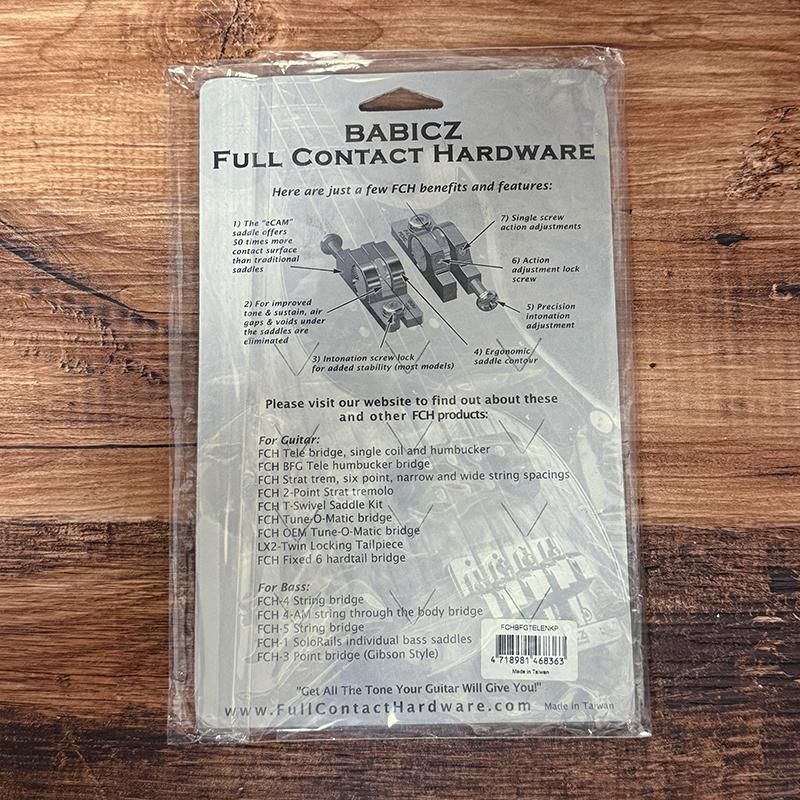 BABICZ
FULL CONTACT HARDWARE
Here are just a few FCH benefits and features:
1) The "eCAM"
saddle offers
50 times more
contact surface
than traditional
saddles
7) Single screw
action adjustments
6) Action
adjustment lock
screw
2) For improved
tone & sustain, air
gaps & voids under
the saddles are
eliminated
5) Precision
intonation
adjustment
3) Intonation screw lock
for added stability (most models)
4) Ergonomic
saddle contour
Please visit our website to find out about these
and other FCH products:
For Guitar:
FCH Tele bridge, single coil and humbucker
FCH BFG Tele humbucker bridge
FCH Strat trem, six point, narrow and wide string spacings
FCH 2-Point Strat tremolo
FCH T-Swivel Saddle Kit
FCH Tune-O-Matic bridge
FCH OEM Tune-O-Matic bridge
LX2-Twin Locking Tailpiece
FCH Fixed 6 hardtail bridge
For Bass:
FCH-4 String bridge
FCH 4-AM string through the body bridge
FCH-5 String bridge
FCH-1 SoloRails individual bass saddles
FCH-3 Point bridge (Gibson Style)
FCHBFGTELENKP
4 718981 468363
Made in Taiwan
"Get All The Tone Your Guitar Will Give You!"
www.FullContactHardware.com Made in Taiwan